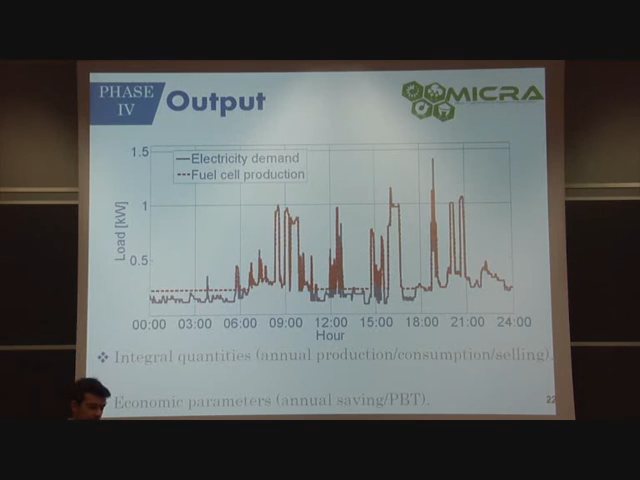 PHASE
IV
Output
MICRA
Electricity demand
Fuel cell production
1.5
1
0.5
Load [kW]
00:00 03:00 06:00 09:00 12:00 15:00 18:00 21:00 24:00
Hour
❖ Integral quantities (annual production/consumption/selling).
Economic parameters (annual saving/PBT).
22